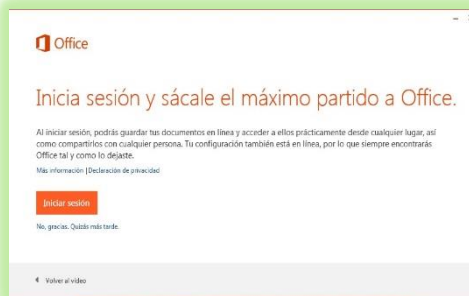 Office
Inicia sesión y sácale el máximo partido a Office.
Al iniciar sesión, podrás guardar tus documentos en línea y acceder a ellos prácticamente desde cualquier lugar, así
como compartirlos con cualquier persona. Tu configuración también está en línea, por lo que siempre encontrarás
Office tal y como lo dejaste.
Más información | Declaración de privacidad
Iniciar sesión
No, gracias. Quizás más tarde.
Volver al vídeo